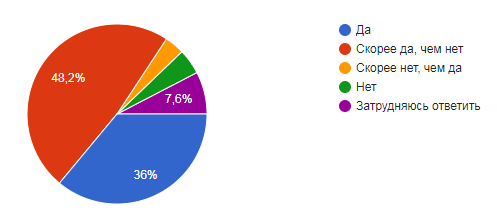 48,2%
7,6%
36%
Да
Скорее да, чем нет
Скорее нет, чем да
Нет
Затрудняюсь ответить